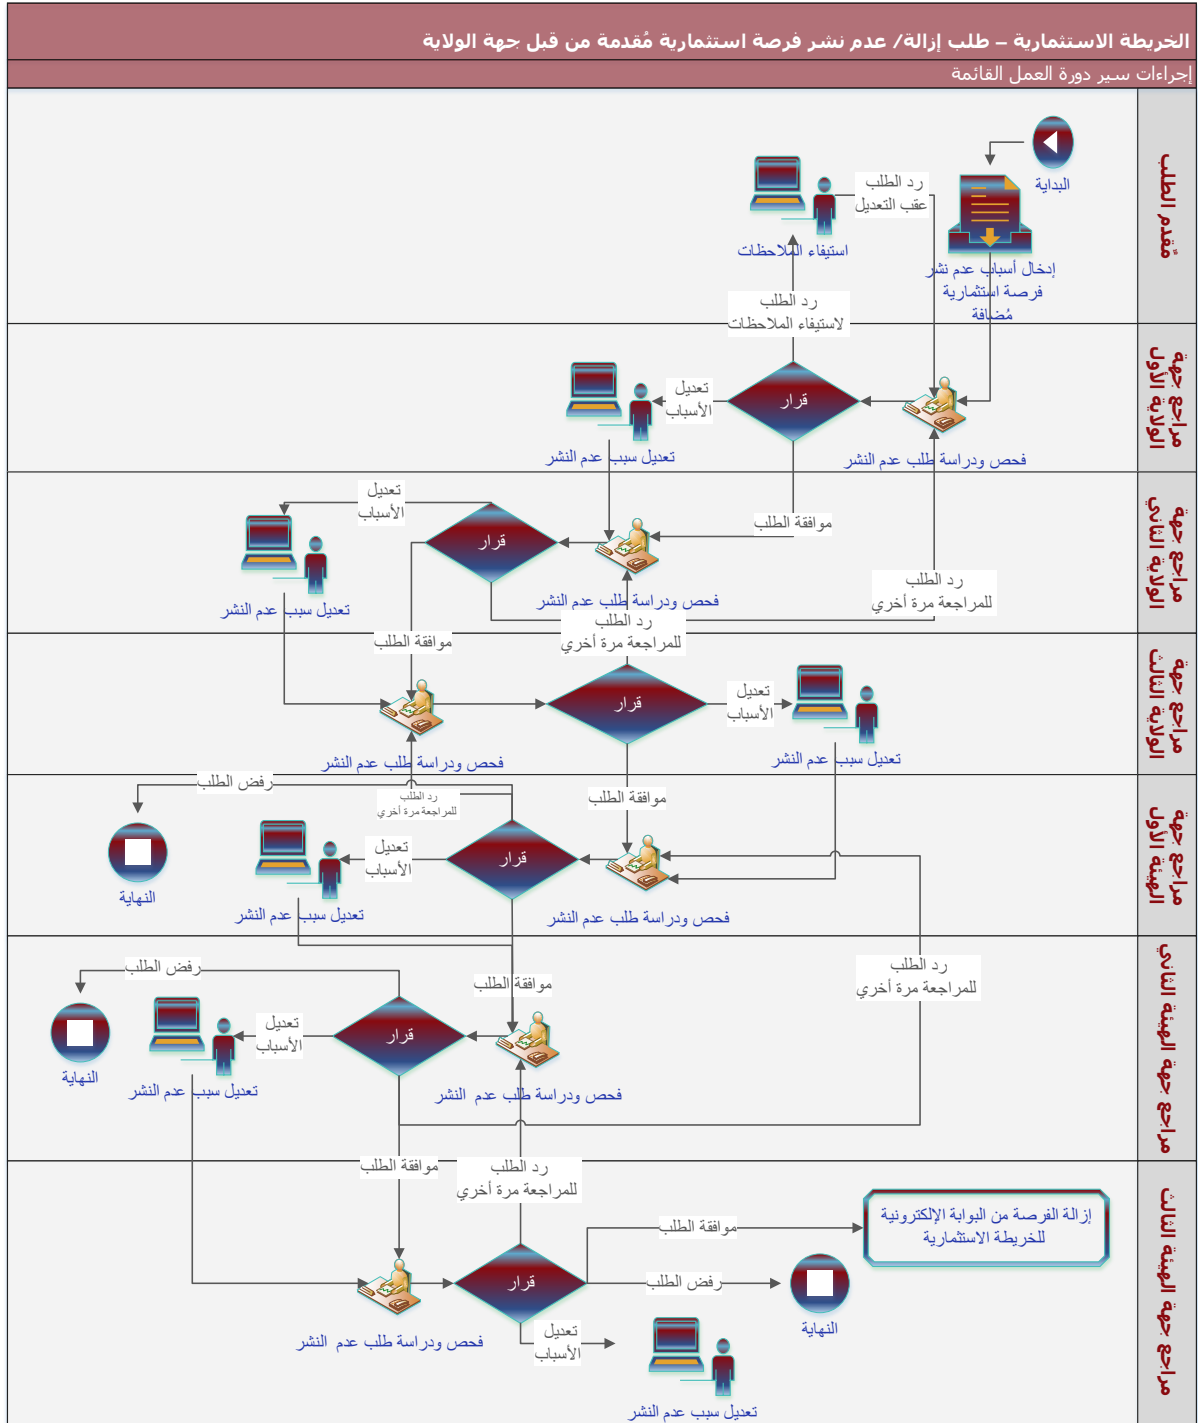 الخريطة الاستثمارية – طلب إزالة/ عدم نشر فرصة استثمارية مُقدمة من قبل جهة الولاية
إجراءات سير دورة العمل القائمة
مٌقدم الطلب
البداية
إدخال أسباب عدم نشر
فرصة استثمارية
مُضافة
رد الطلب
عقب التعديل
استيفاء الملاحظات
رد الطلب
لاستيفاء الملاحظات
مراجع جهة
الولاية الأول
فحص ودراسة طلب عدم النشر
قرار
تعديل
الأسباب
تعديل سبب عدم النشر
موافقة الطلب
مراجع جهة
الولاية الثاني
فحص ودراسة طلب عدم النشر
قرار
تعديل
الأسباب
تعديل سبب عدم النشر
رد الطلب
للمراجعة مرة أخري
موافقة الطلب
مراجع جهة
الولاية الثالث
رد الطلب
للمراجعة مرة أخري
قرار
تعديل
الأسباب
تعديل سبب عدم النشر
فحص ودراسة طلب عدم النشر
موافقة الطلب
مراجع جهة
الهيئة الأول
رفض الطلب
رد الطلب
للمراجعة مرة أخري
فحص ودراسة طلب عدم النشر
قرار
تعديل
الأسباب
تعديل سبب عدم النشر
النهاية
موافقة الطلب
مراجع جهة الهيئة الثاني
رد الطلب
للمراجعة مرة أخري
رفض الطلب
فحص ودراسة طلب عدم النشر
قرار
تعديل
الأسباب
تعديل سبب عدم النشر
النهاية
موافقة الطلب
مراجع جهة الهيئة الثالث
رد الطلب
للمراجعة مرة أخري
إزالة الفرصة من البوابة الإلكترونية
للخريطة الاستثمارية
موافقة الطلب
رفض الطلب
النهاية
قرار
فحص ودراسة طلب عدم النشر
تعديل
الأسباب
تعديل سبب عدم النشر